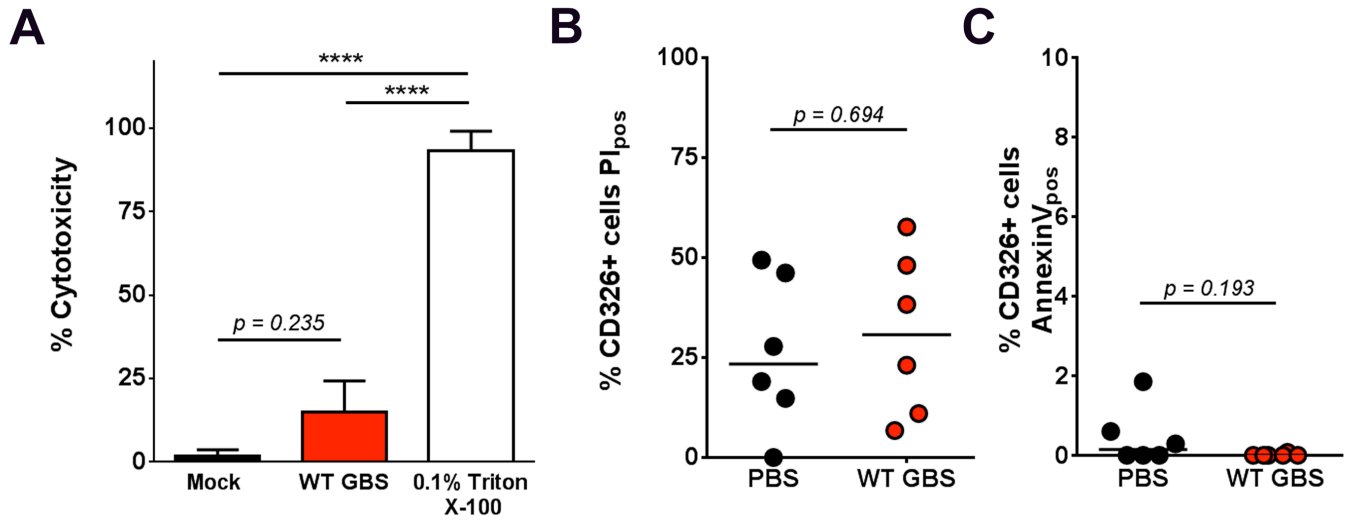 A
% Cytotoxicity
100
75
50
25
0
****
****
p = 0.235
Mock
WT GBS
0.1% Triton
X-100
B
% CD326+ cells PIpos
100
75
50
25
0
p = 0.694
PBS
WT GBS
C
% CD326+ cells
AnnexinVpos
10
8
6
4
2
0
p = 0.193
PBS
WT GBS